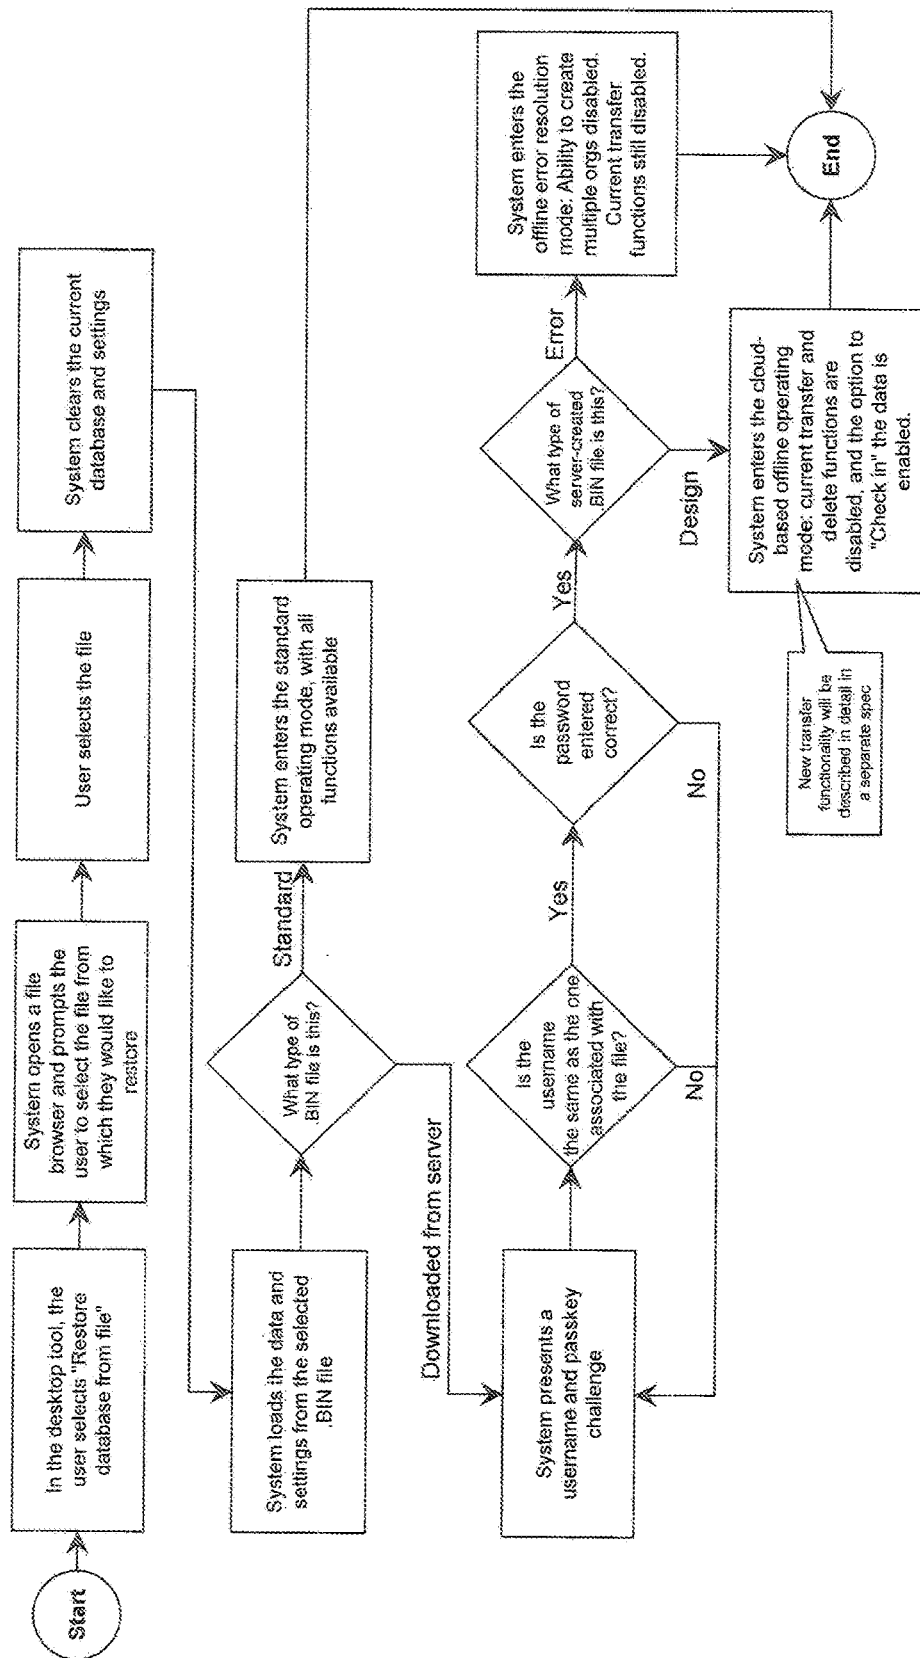 Start
In the desktop tool, the
user selects "Restore
database from file"
System opens a file
browser and prompts the
user to select the file from
which they would like to
restore
User selects the file
System clears the current
database and settings
System loads the data and
settings from the selected
.BIN file
What type of
.BIN file is this?
Standard
System enters the standard
operating mode, with all
functions available
Downloaded from server
System presents a
username and passkey
challenge
Is the
username
the same as the one
associated with
the file?
Yes
No
Is the
password
entered
correct?
Yes
No
What type of
server-created
.BIN file is this?
Error
System enters the
offline error resolution
mode: Ability to create
multiple orgs disabled.
Current transfer
functions still disabled.
Design
System enters the cloud-
based offline operating
mode: current transfer and
delete functions are
disabled, and the option to
"Check in" the data is
enabled.
New transfer
functionality will be
described in detail in
a separate spec
End